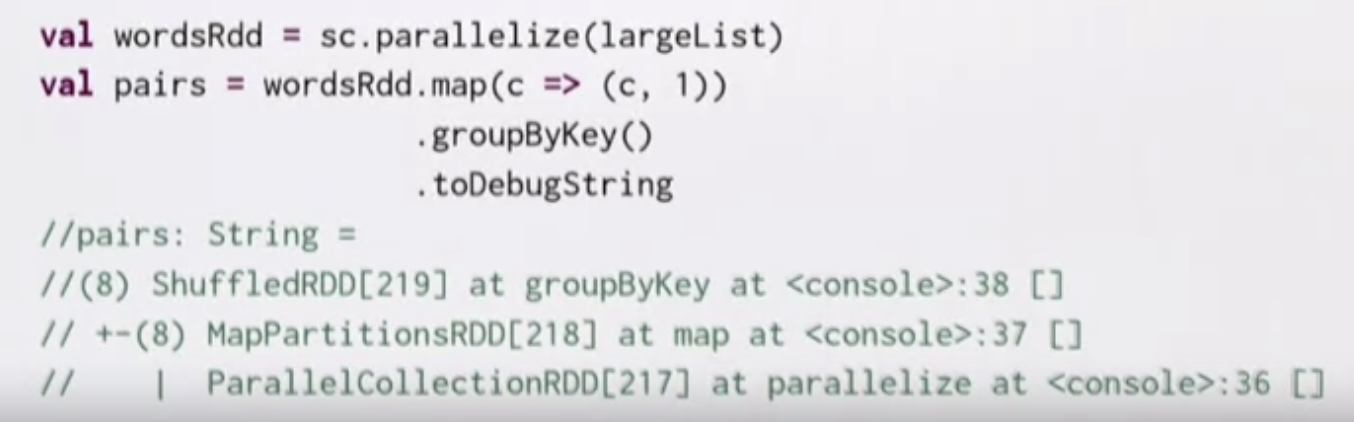 val wordsRdd = sc.parallelize(largeList)
val pairs = wordsRdd.map(c => (c, 1))
.groupByKey()
.toDebugString
//pairs: String =
//(8) ShuffledRDD[219] at groupByKey at <console>:38 []
// +-(8) MapPartitionsRDD[218] at map at <console>:37 []
// | ParallelCollectionRDD[217] at parallelize at <console>:36 []